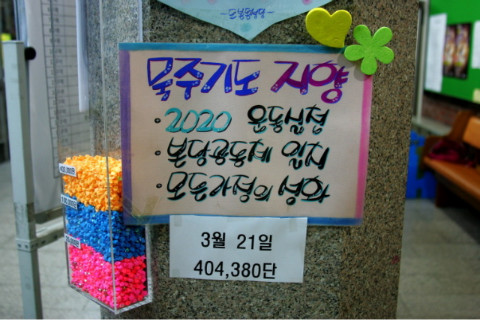 묵주기도 지향
· 2020 운동실천
· 본당공동체 일치
· 모든가정의 성화
3월 21일
404,380단